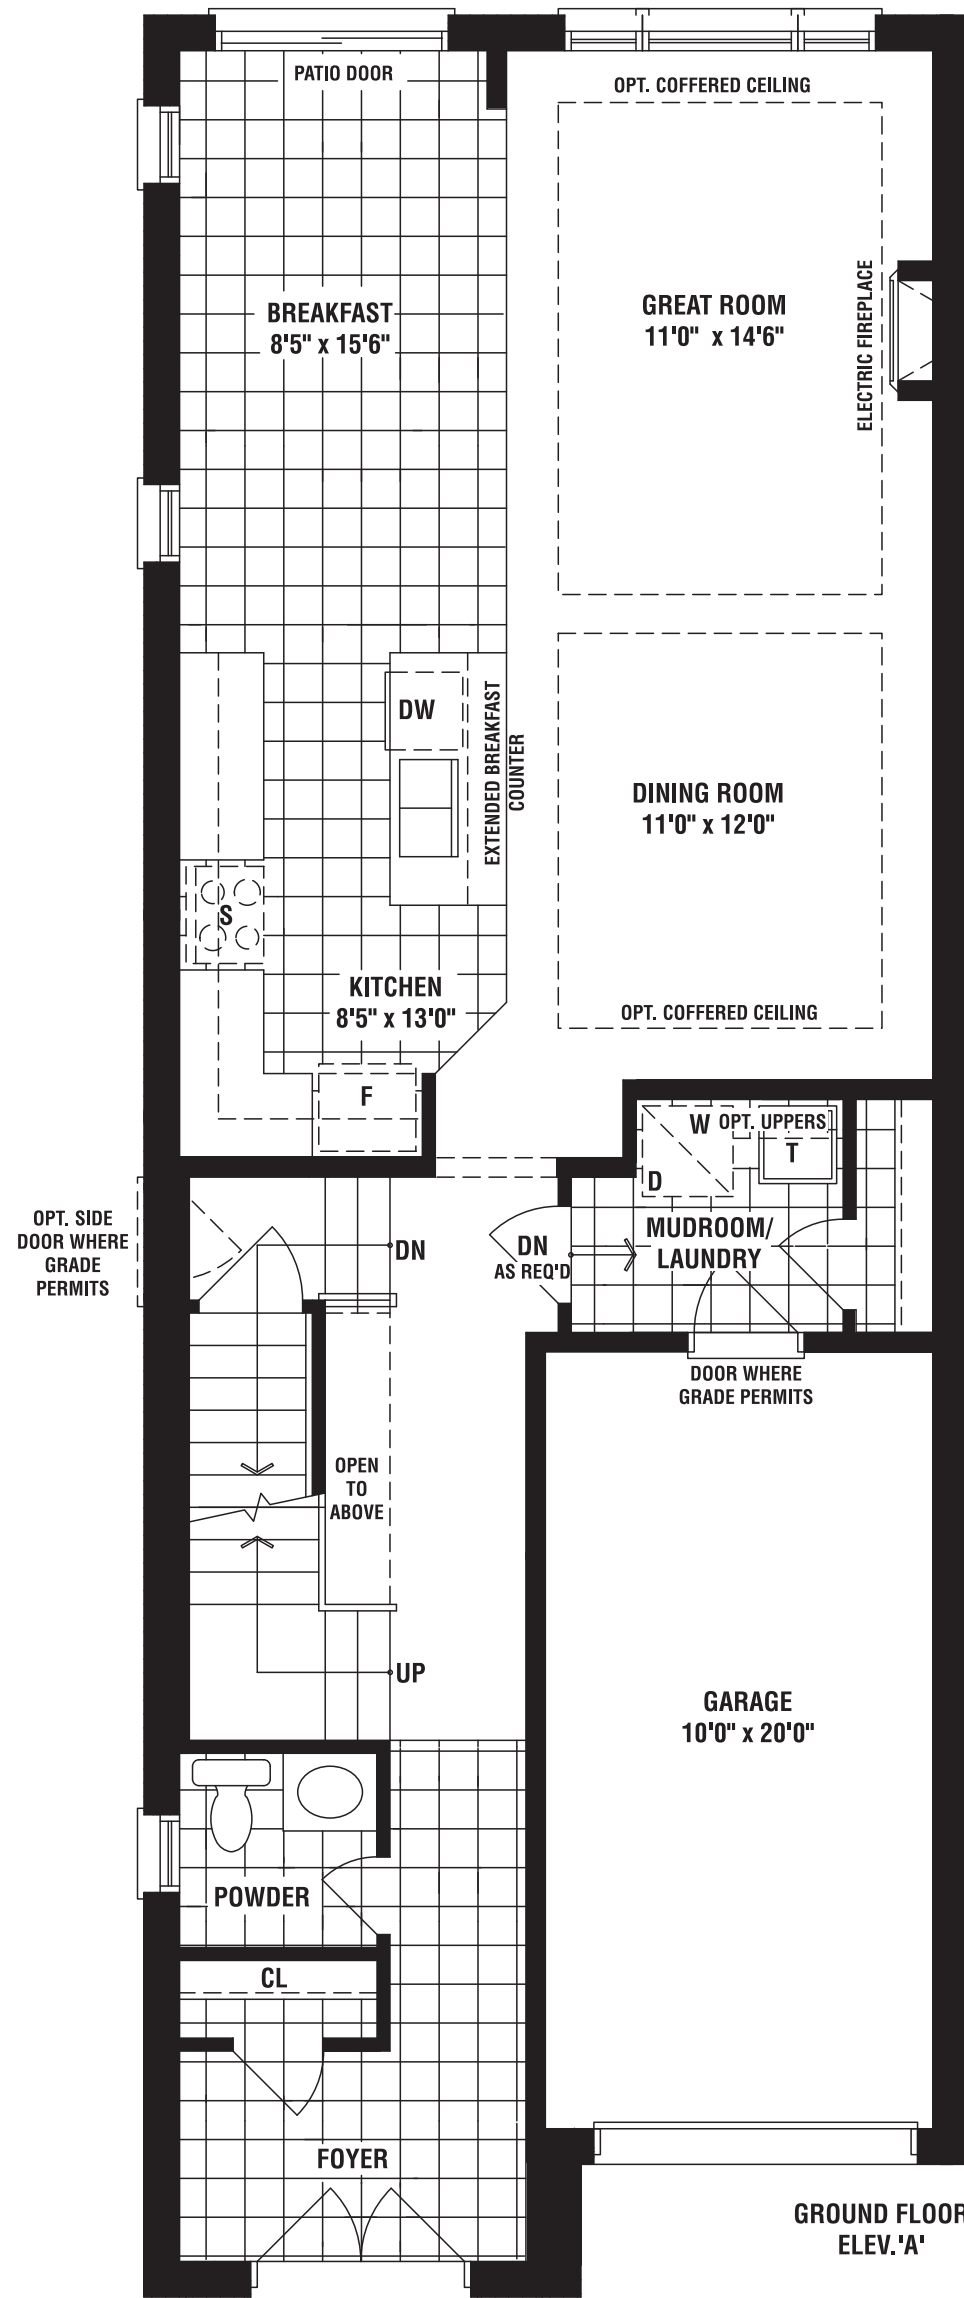 PATIO DOOR
OPT. COFFERED CEILING
BREAKFAST
8'5" x 15'6"
GREAT ROOM
11'0" x 14'6"
ELECTRIC FIREPLACE
DW
EXTENDED BREAKFAST
COUNTER
DINING ROOM
11'0" x 12'0"
S
KITCHEN
8'5" x 13'0"
OPT. COFFERED CEILING
F
W
OPT. UPPERS
T
D
OPT. SIDE
DOOR WHERE
GRADE
PERMITS
DN
DN
AS REQ'D
MUDROOM/
LAUNDRY
DOOR WHERE
GRADE PERMITS
OPEN
TO
ABOVE
UP
GARAGE
10'0" x 20'0"
POWDER
CL
FOYER
GROUND FLOOR
ELEV. 'A'